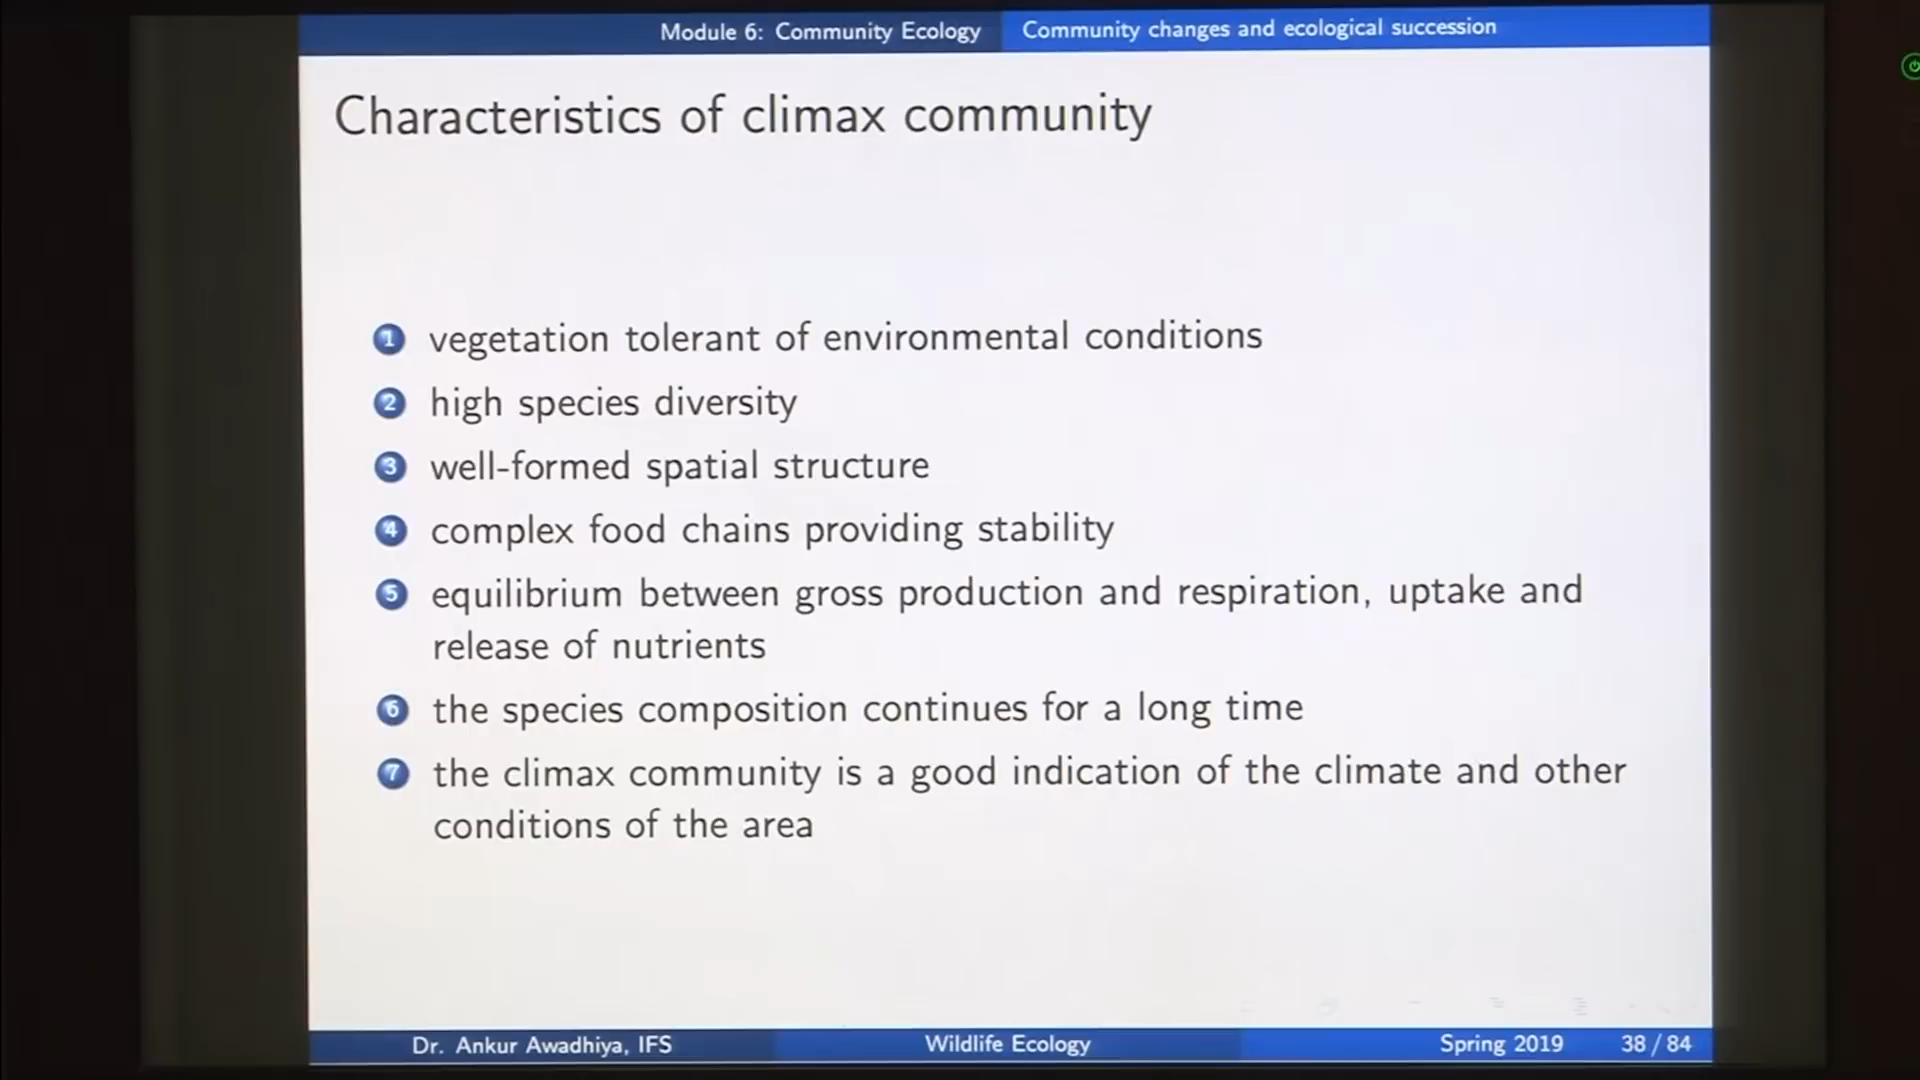 Module 6: Community Ecology Community changes and ecological succession
Characteristics of climax community
1 vegetation tolerant of environmental conditions
2 high species diversity
3 well-formed spatial structure
4 complex food chains providing stability
5 equilibrium between gross production and respiration, uptake and
release of nutrients
6 the species composition continues for a long time
7 the climax community is a good indication of the climate and other
conditions of the area
Dr. Ankur Awadhiya, IFS Wildlife Ecology Spring 2019 38 / 84